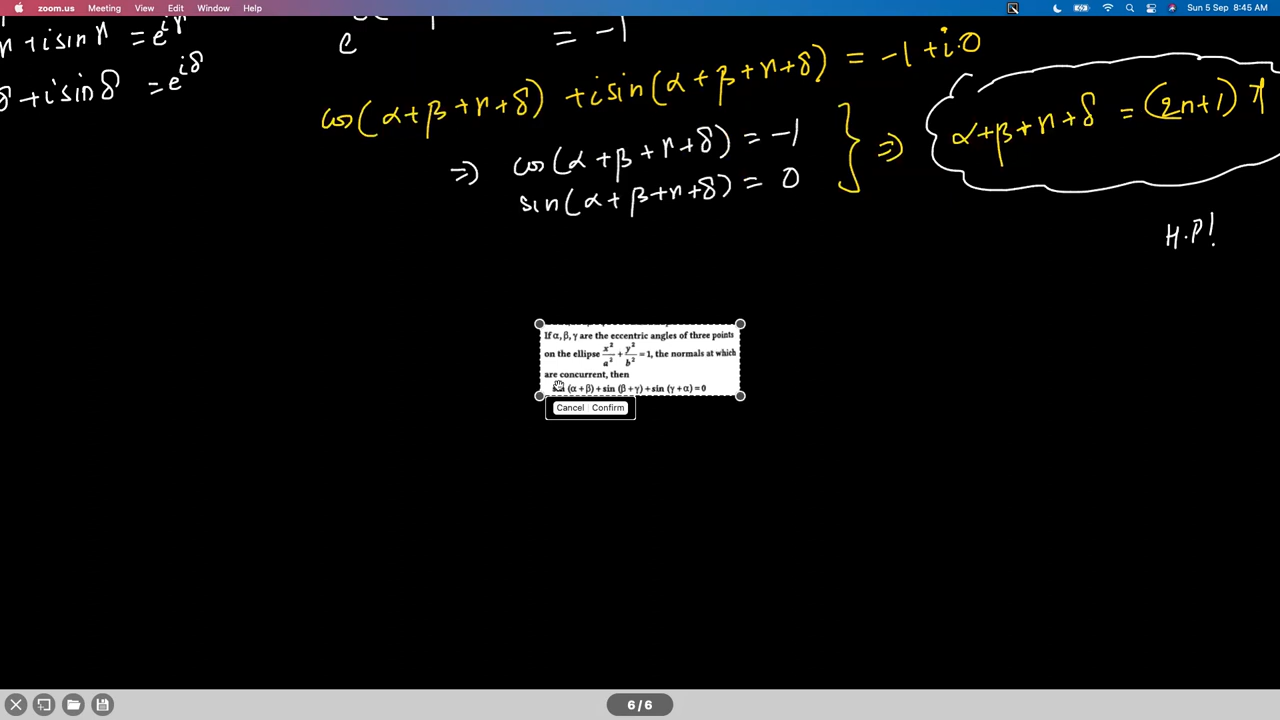 zoom.us Meeting View Edit Window Help Sun 5 Sep 8:45 AM
+ i sin γ = e^{iγ}
δ + i sin δ = e^{iδ}
e = -1
cos(α+β+γ+δ) + i sin(α+β+γ+δ) = -1 + i·0
⇒ cos(α+β+γ+δ) = -1
sin(α+β+γ+δ) = 0
} ⇒ α+β+γ+δ = (2n+1) π
H.P!
If α, β, γ are the eccentric angles of three points
on the ellipse x²/a² + y²/b² = 1, the normals at which
are concurrent, then
(α + β) + sin (β + γ) + sin (γ + α) = 0
Cancel Confirm
6 / 6